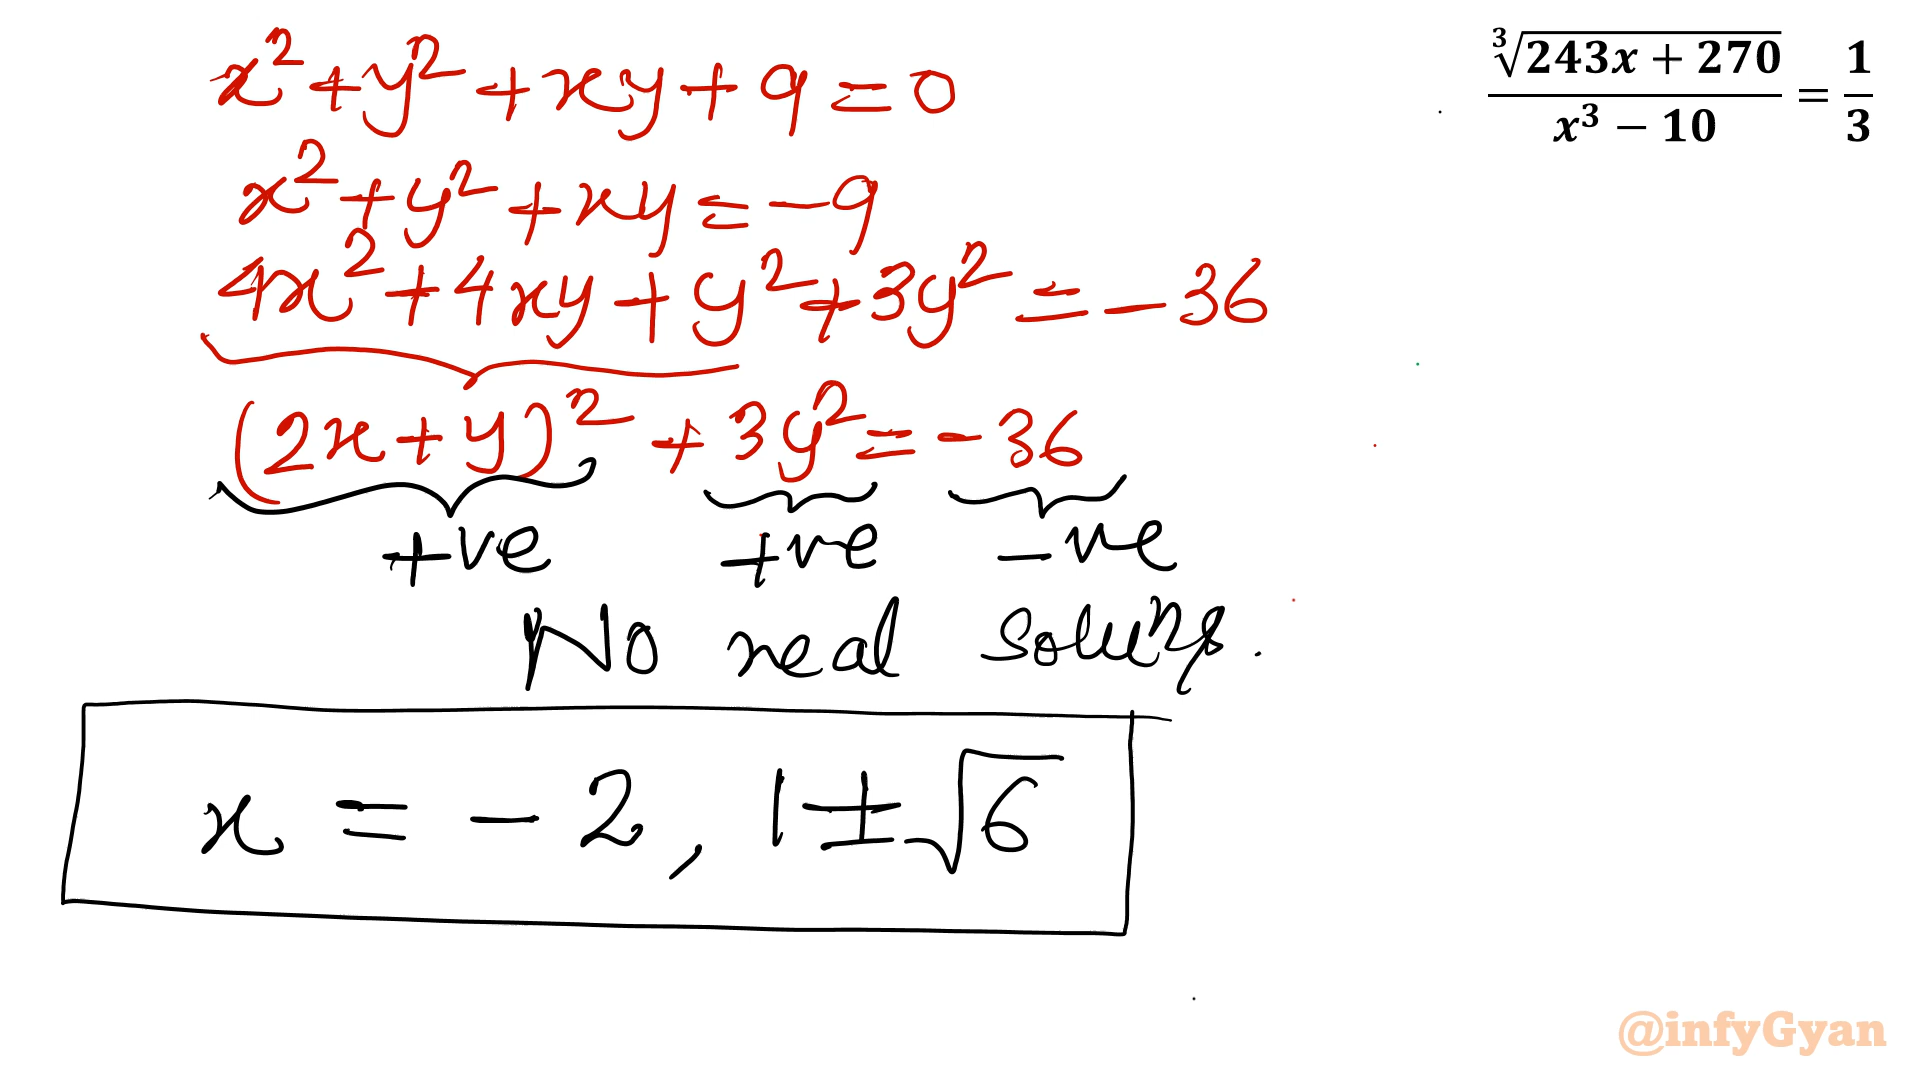 x² + y² + xy + 9 = 0
∛(243x + 270) / (x³ − 10) = 1/3
x² + y² + xy = −9
4x² + 4xy + y² + 3y² = −36
(2x + y)² + 3y² = −36
+ve +ve −ve
No real soluns.
x = −2, 1 ± √6
@infyGyan